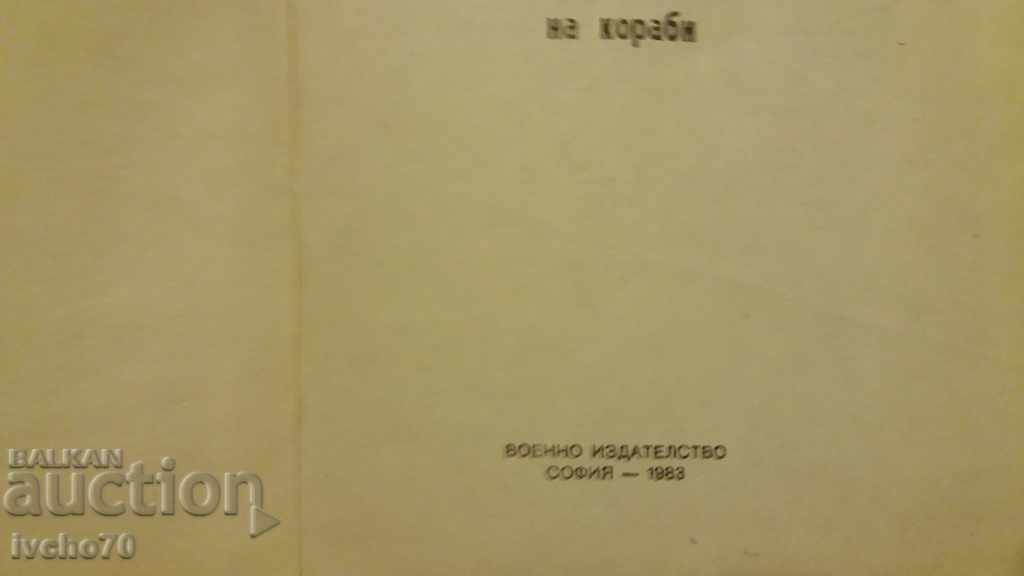 на кораби
ВОЕННО ИЗДАТЕЛСТВО
СОФИЯ — 1983
BALKAN
auction
ivcho70